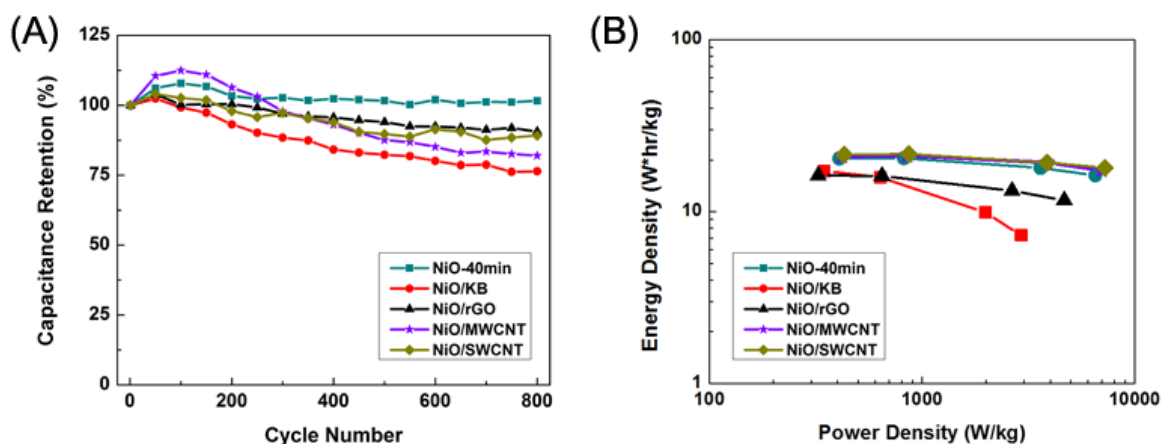 (A)
Capacitance Retention (%)
125
100
75
50
25
0
0
200
400
600
800
Cycle Number
NiO-40min
NiO/KB
NiO/rGO
NiO/MWCNT
NiO/SWCNT
(B)
Energy Density (W*hr/kg)
100
10
1
100
1000
10000
Power Density (W/kg)
NiO-40min
NiO/KB
NiO/rGO
NiO/MWCNT
NiO/SWCNT